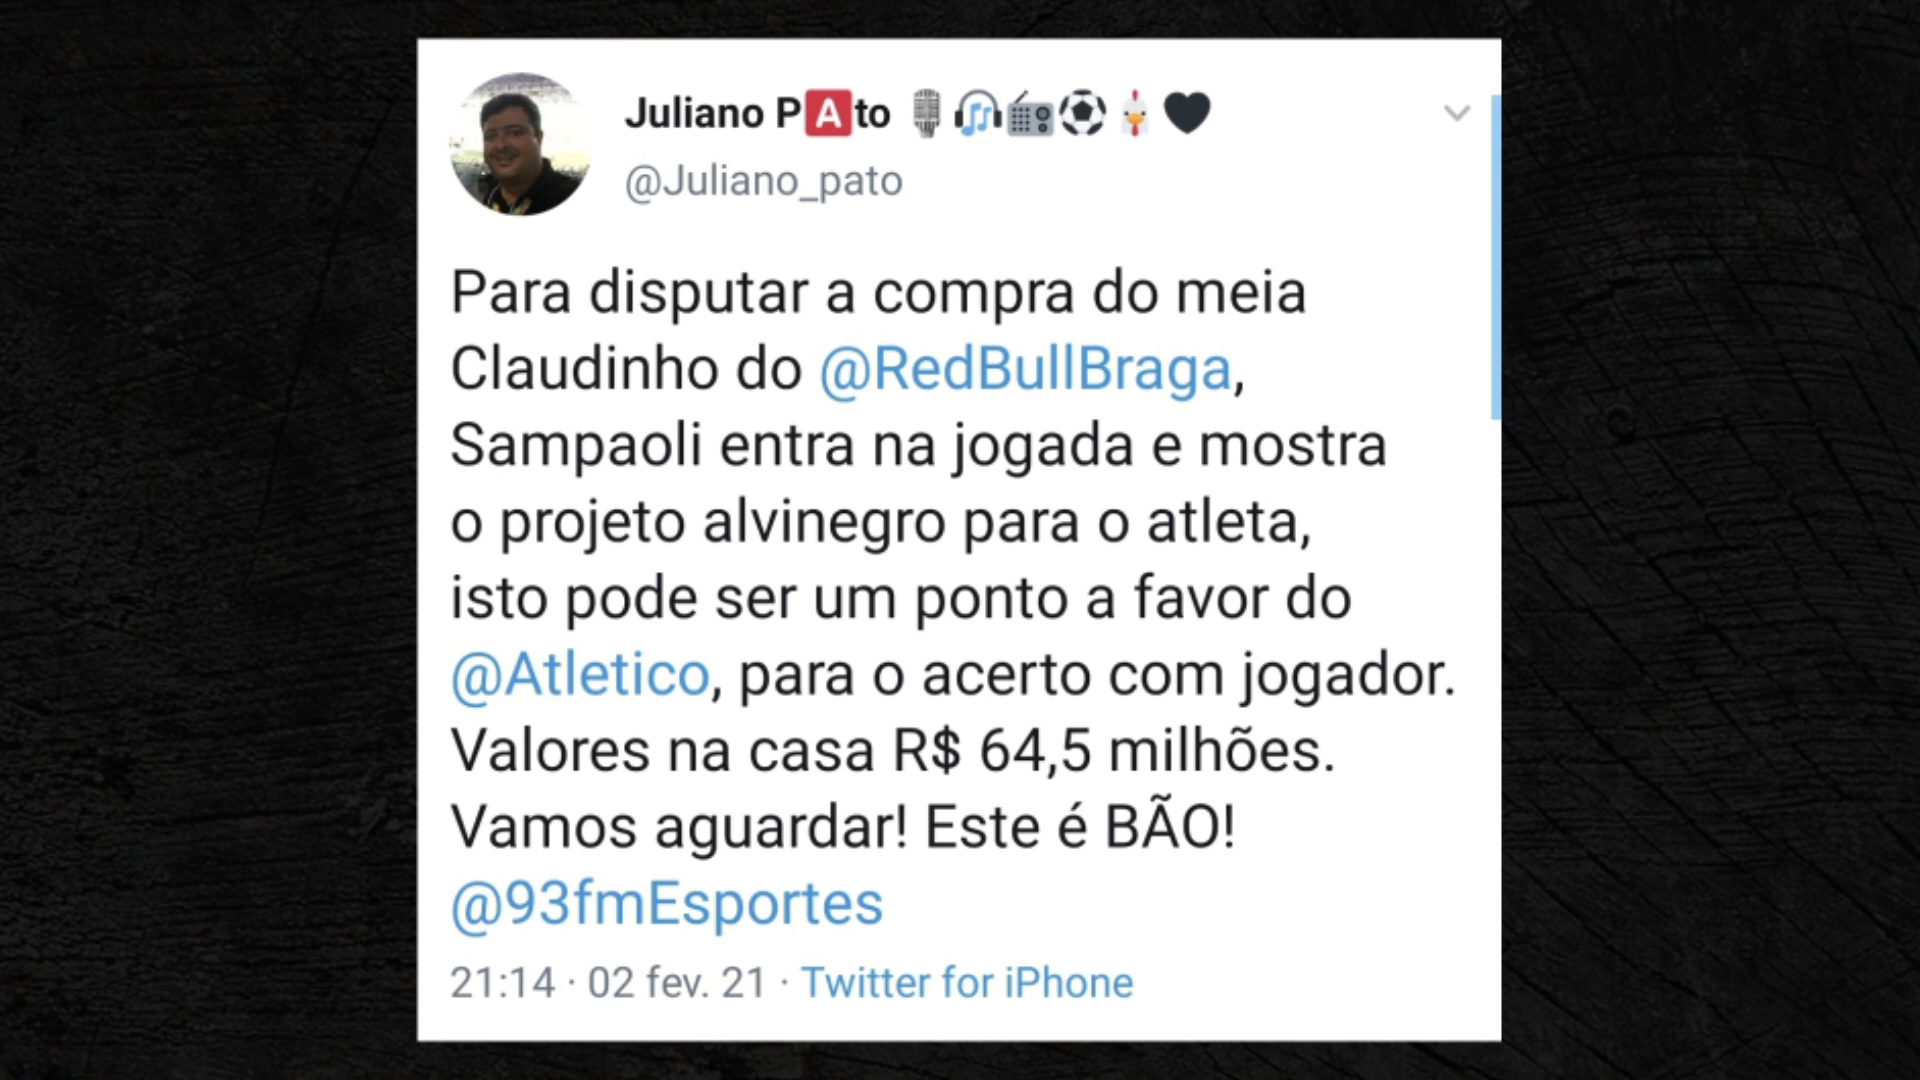 Juliano P🅰to 🎙🎧📻⚽🐔🖤
@Juliano_pato
Para disputar a compra do meia
Claudinho do @RedBullBraga,
Sampaoli entra na jogada e mostra
o projeto alvinegro para o atleta,
isto pode ser um ponto a favor do
@Atletico, para o acerto com jogador.
Valores na casa R$ 64,5 milhões.
Vamos aguardar! Este é BÃO!
@93fmEsportes
21:14 · 02 fev. 21 · Twitter for iPhone